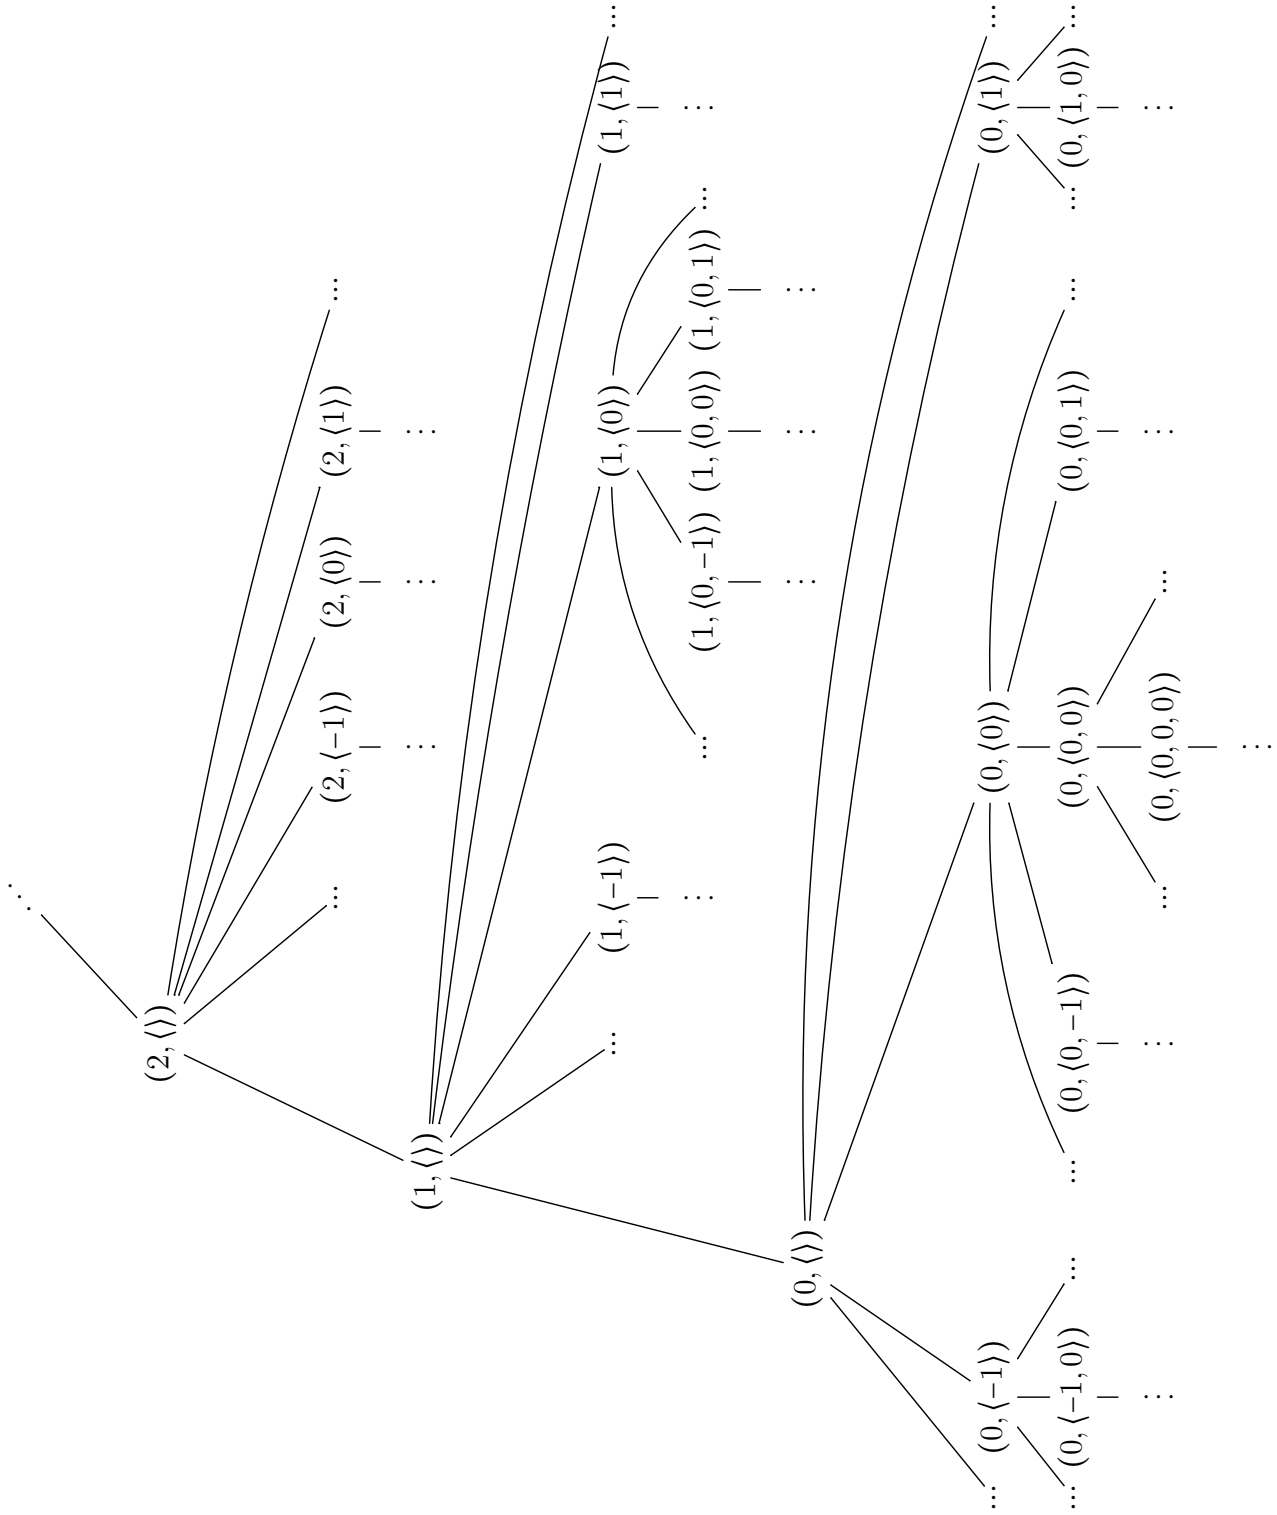 ⋰
(2, ⟨⟩)
… (2, ⟨−1⟩) (2, ⟨0⟩) (2, ⟨1⟩) …
⋮ ⋮ ⋮
(1, ⟨⟩)
… (1, ⟨−1⟩) (1, ⟨0⟩) (1, ⟨1⟩) …
⋮ … (1, ⟨0, −1⟩) (1, ⟨0, 0⟩) (1, ⟨0, 1⟩) … ⋮
(0, ⟨⟩) ⋮ ⋮ ⋮
… (0, ⟨−1⟩) (0, ⟨0⟩) (0, ⟨1⟩) …
… (0, ⟨−1, 0⟩) … … (0, ⟨0, −1⟩) (0, ⟨0, 0⟩) (0, ⟨0, 1⟩) … … (0, ⟨1, 0⟩) …
⋮ ⋮ … (0, ⟨0, 0, 0⟩) … ⋮ ⋮
⋮